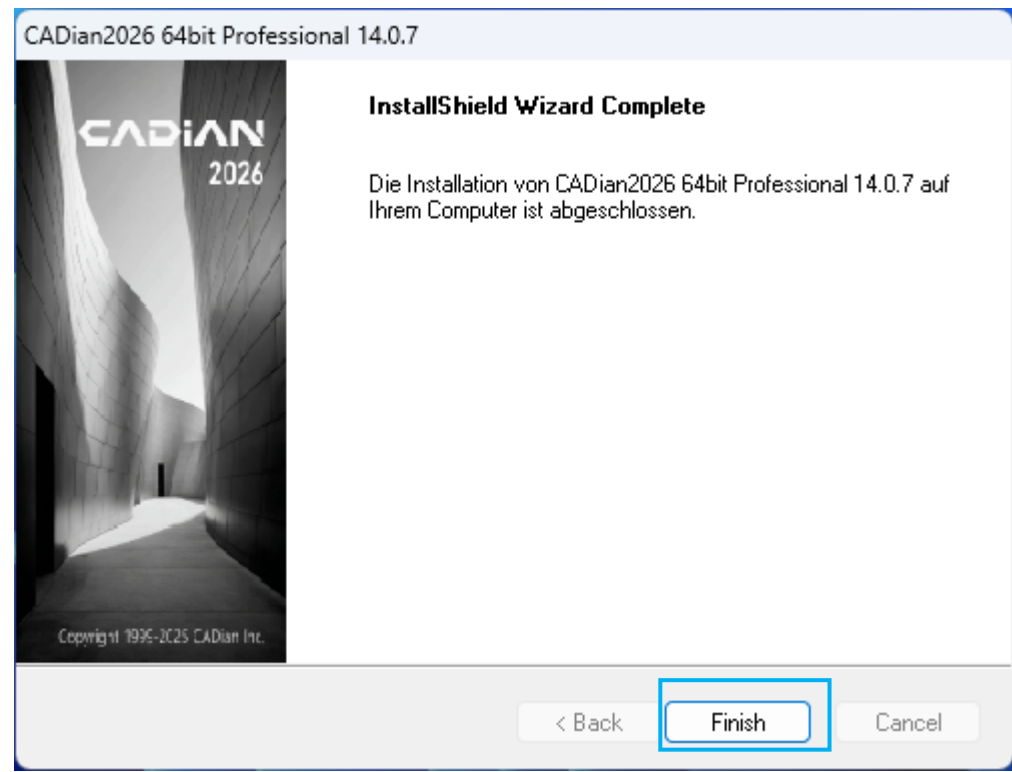 CADian2026 64bit Professional 14.0.7
CADiAN
2026
InstallShield Wizard Complete
Die Installation von CADian2026 64bit Professional 14.0.7 auf
Ihrem Computer ist abgeschlossen.
Copyright 1995-2025 CADian Inc.
< Back
Finish
Cancel